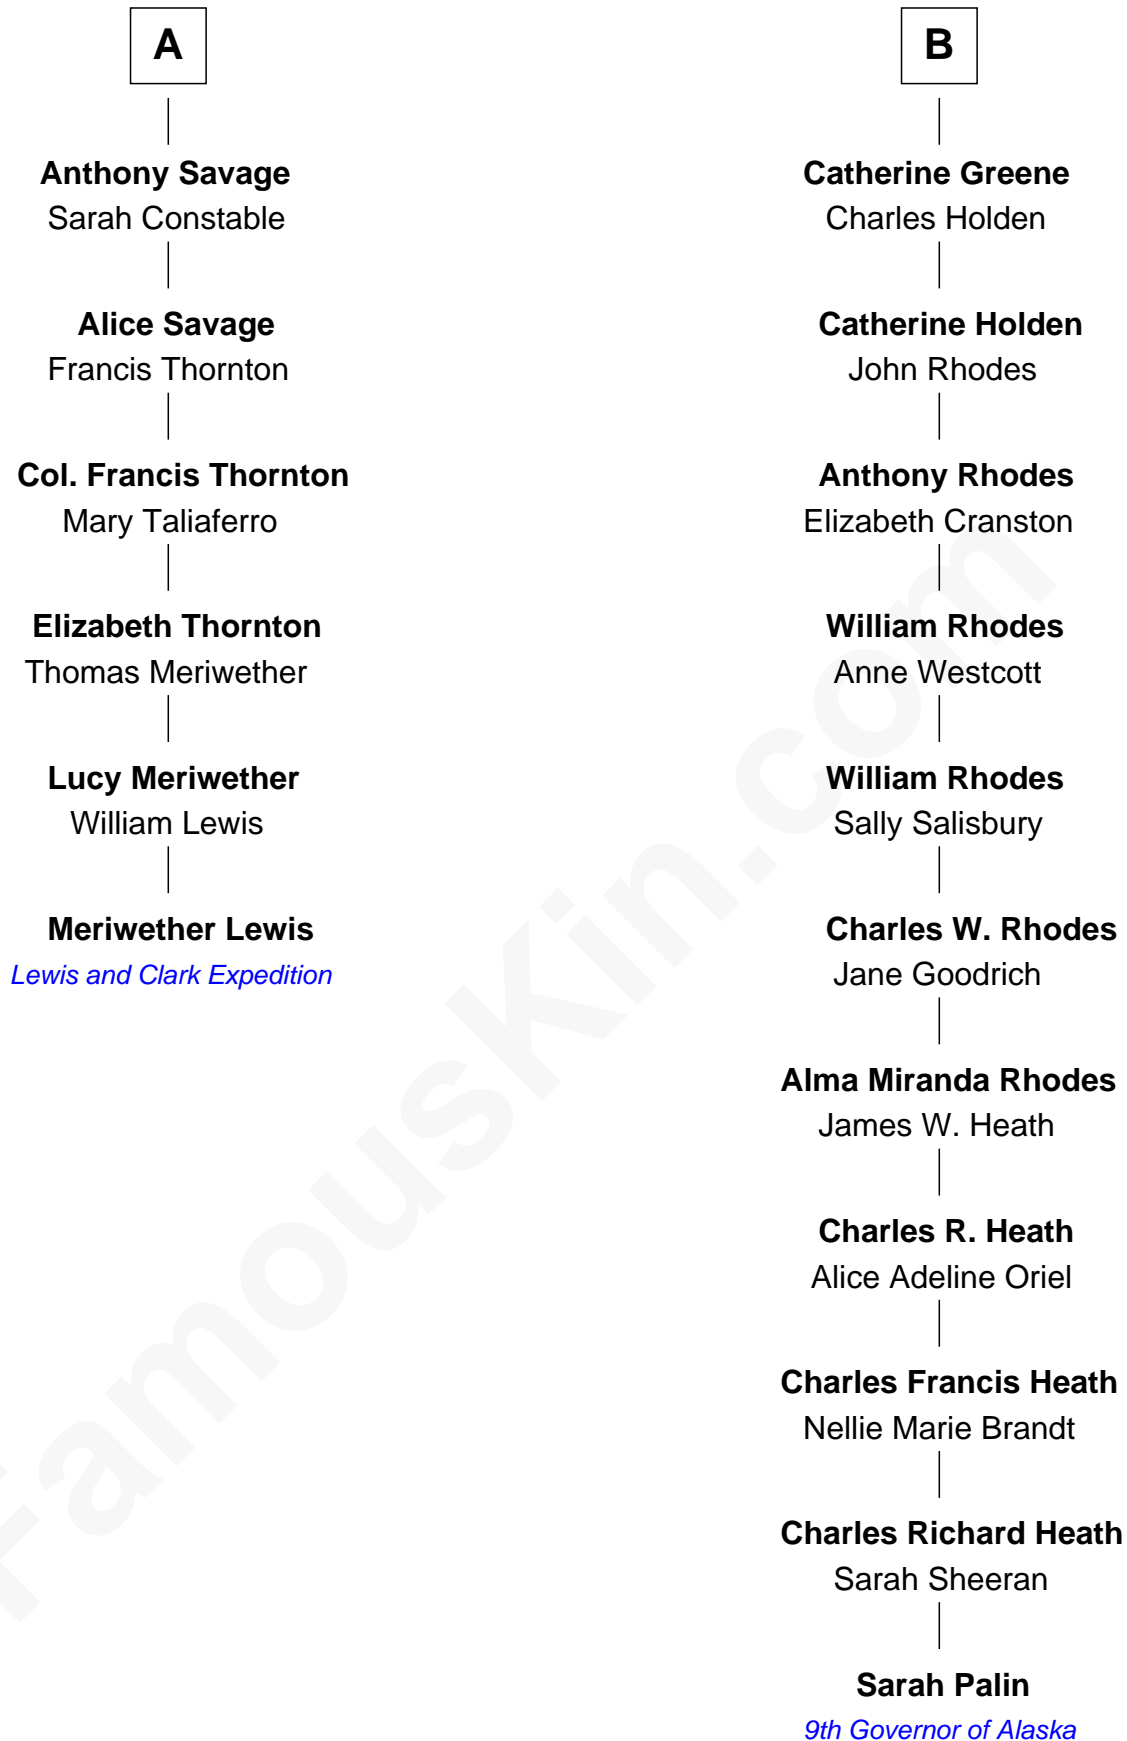 A
Anthony Savage
Sarah Constable
Alice Savage
Francis Thornton
Col. Francis Thornton
Mary Taliaferro
Elizabeth Thornton
Thomas Meriwether
Lucy Meriwether
William Lewis
Meriwether Lewis
Lewis and Clark Expedition
B
Catherine Greene
Charles Holden
Catherine Holden
John Rhodes
Anthony Rhodes
Elizabeth Cranston
William Rhodes
Anne Westcott
William Rhodes
Sally Salisbury
Charles W. Rhodes
Jane Goodrich
Alma Miranda Rhodes
James W. Heath
Charles R. Heath
Alice Adeline Oriel
Charles Francis Heath
Nellie Marie Brandt
Charles Richard Heath
Sarah Sheeran
Sarah Palin
9th Governor of Alaska
FamousKin.com